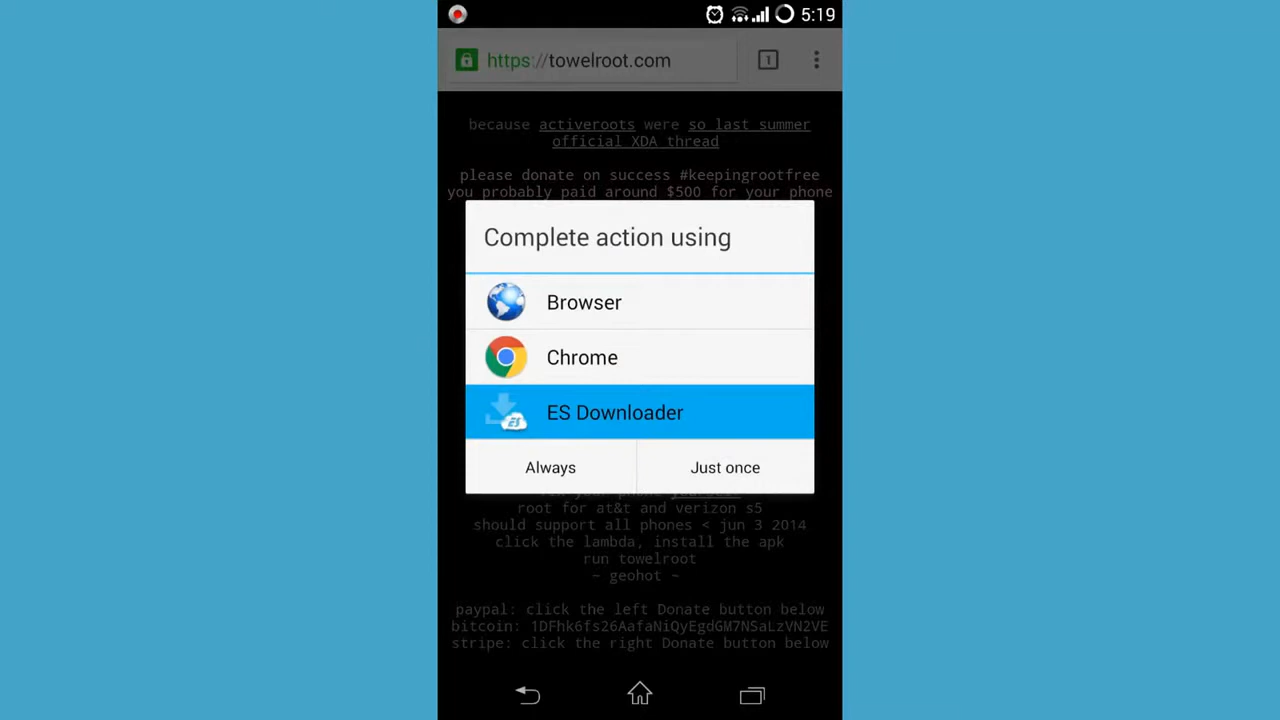 5:19
https://towelroot.com
1
because activeroots were so last summer
official XDA thread
please donate on success #keepingrootfree
you probably paid around $500 for your phone
Complete action using
Browser
Chrome
ES Downloader
Always
Just once
root for at&t and verizon s5
should support all phones < jun 3 2014
click the lambda, install the apk
run towelroot
~ geohot ~
paypal: click the left Donate button below
bitcoin: 1DFhk6fs26AafaNiQyEgdGM7NSaLzVN2VE
stripe: click the right Donate button below